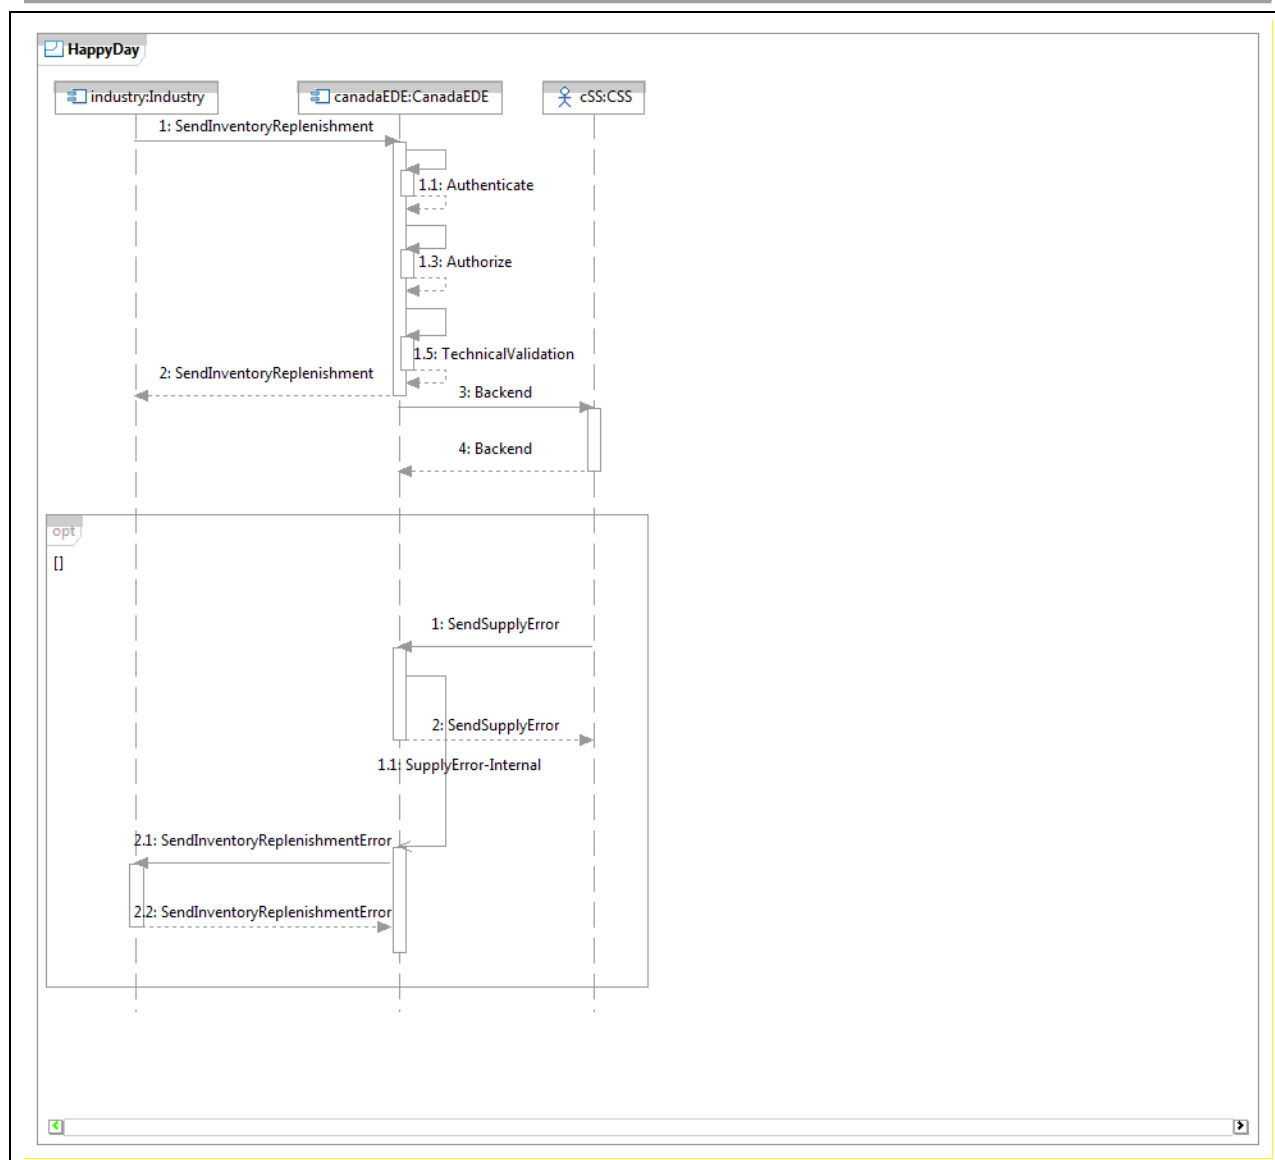 HappyDay
industry:Industry
canadaEDE:CanadaEDE
cSS:CSS
1: SendInventoryReplenishment
1.1: Authenticate
1.3: Authorize
1.5: TechnicalValidation
2: SendInventoryReplenishment
3: Backend
4: Backend
opt
[]
1: SendSupplyError
2: SendSupplyError
1.1: SupplyError-Internal
2.1: SendInventoryReplenishmentError
2.2: SendInventoryReplenishmentError